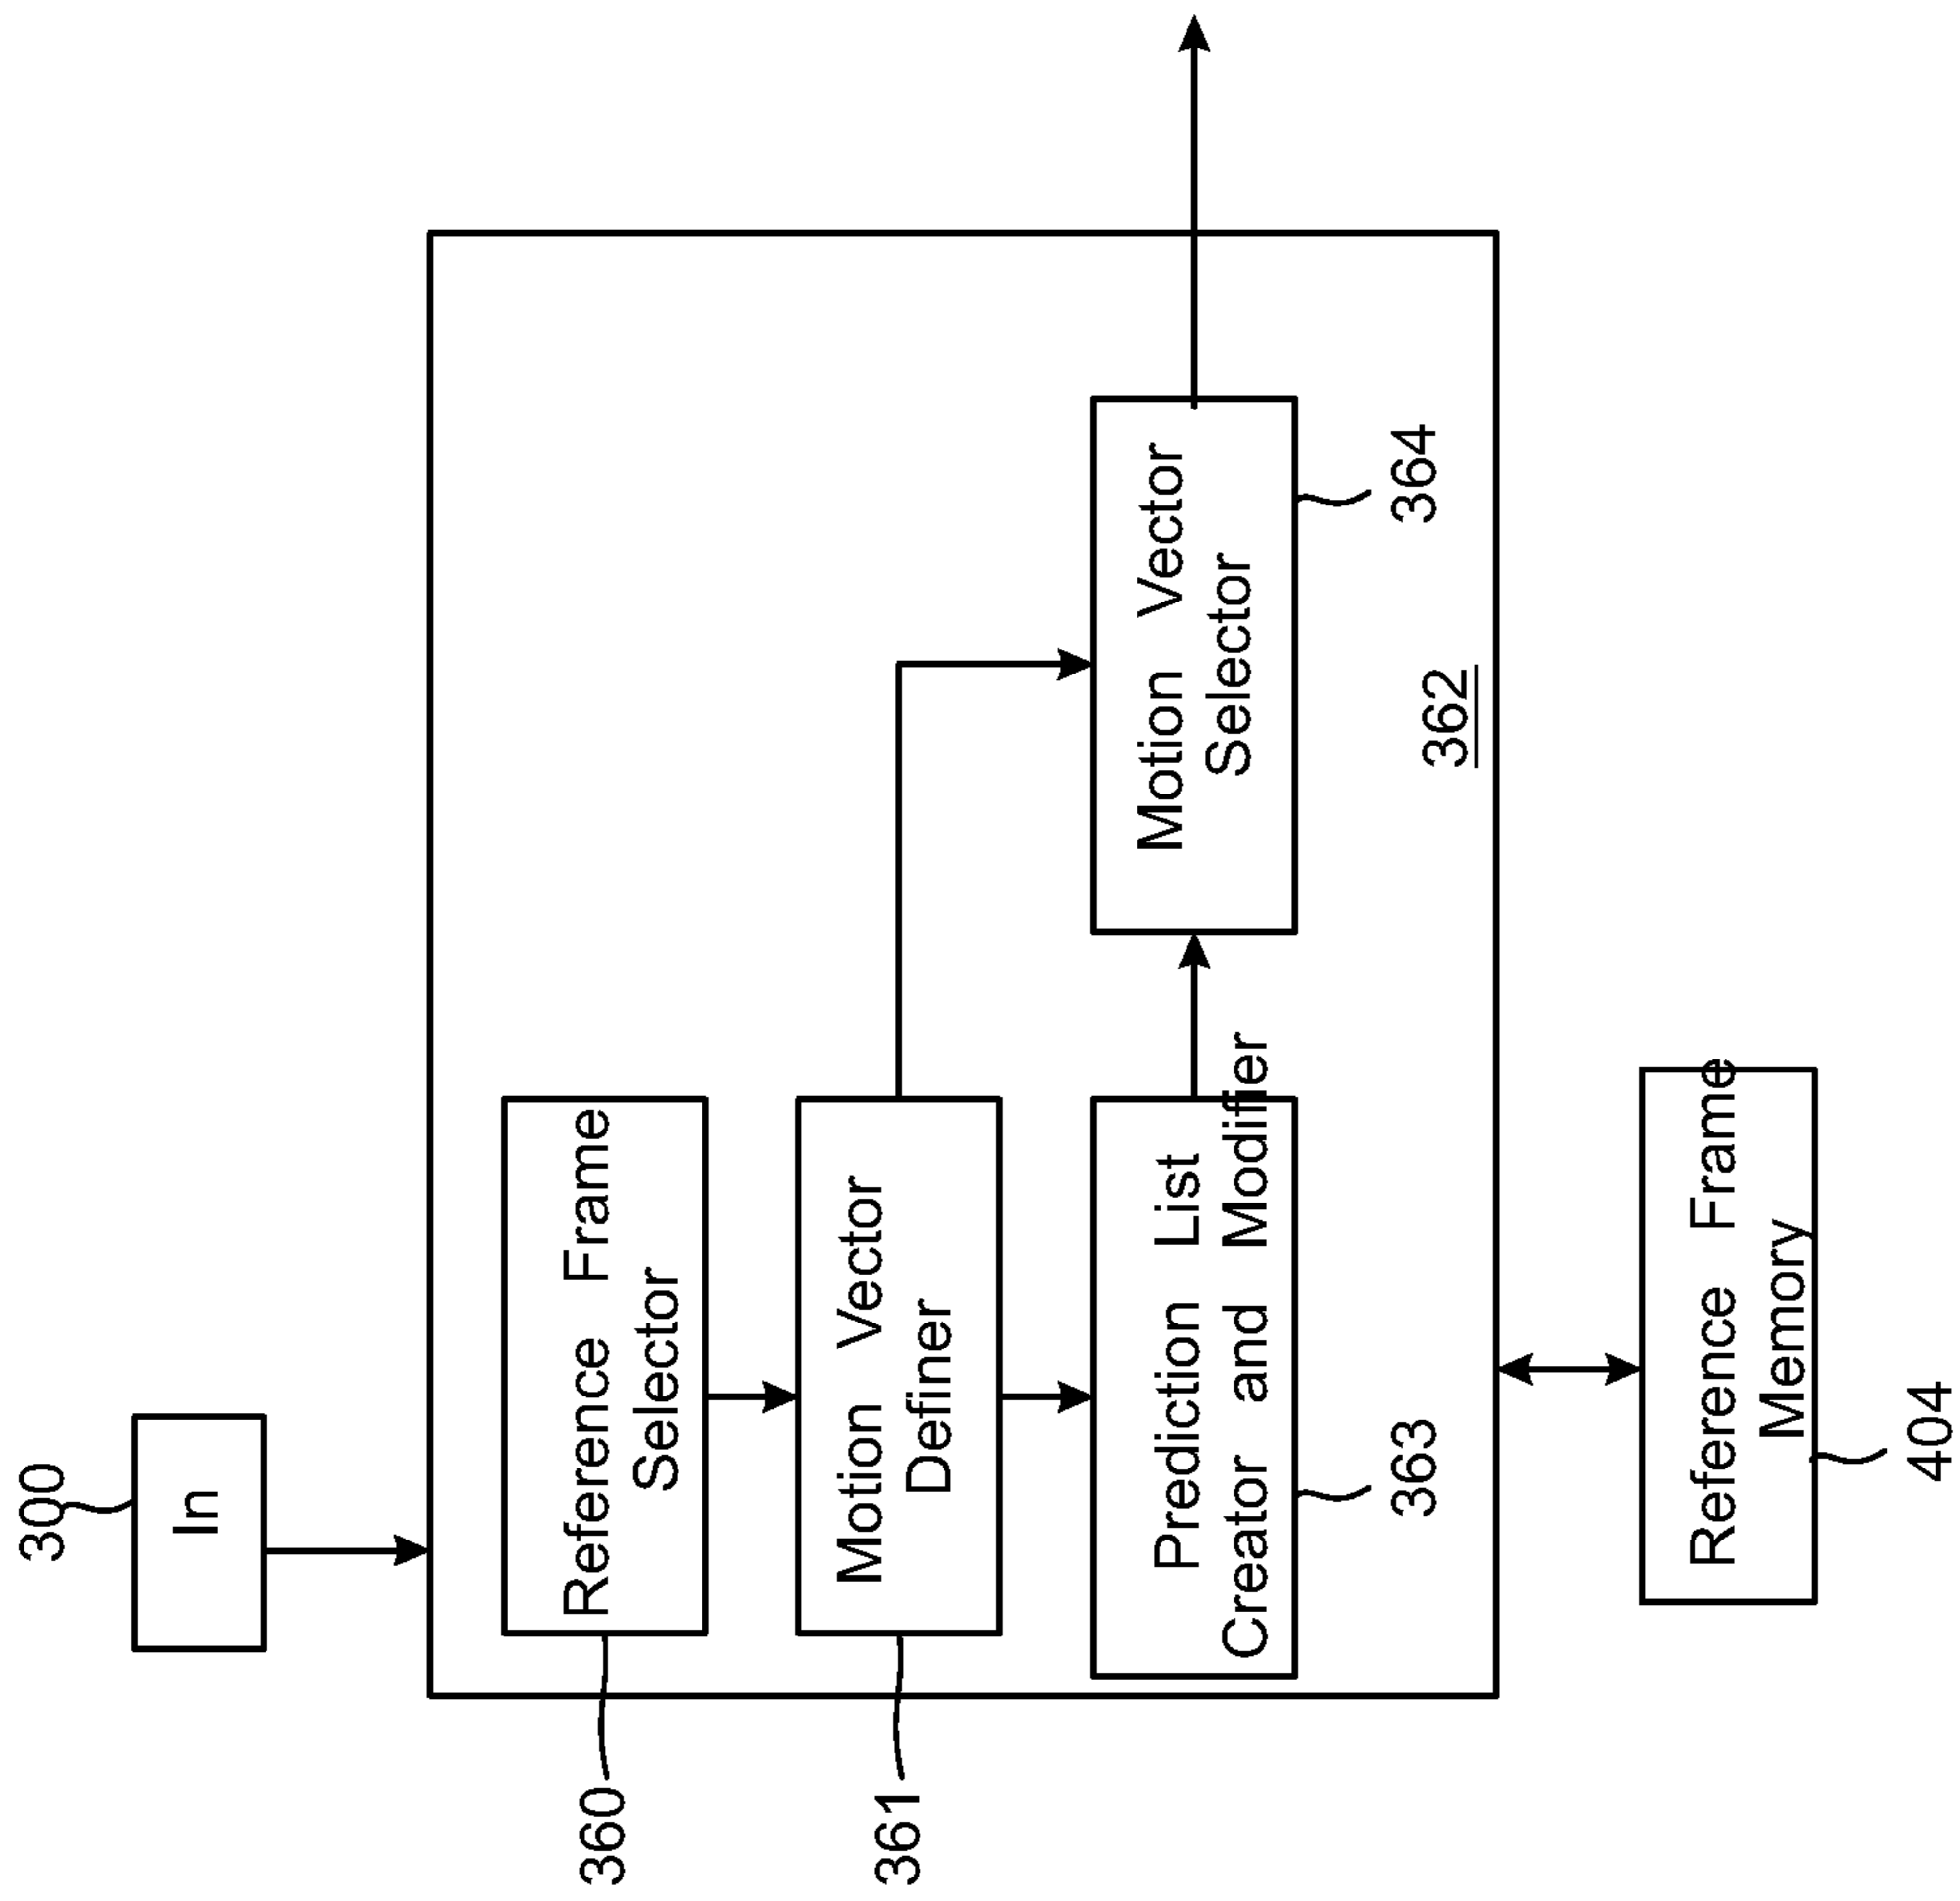 300
In
360
Reference Frame
Selector
361
Motion Vector
Definer
Prediction List
Creator and Modifier
363
Motion Vector
Selector
364
362
Reference Frame
Memory
404